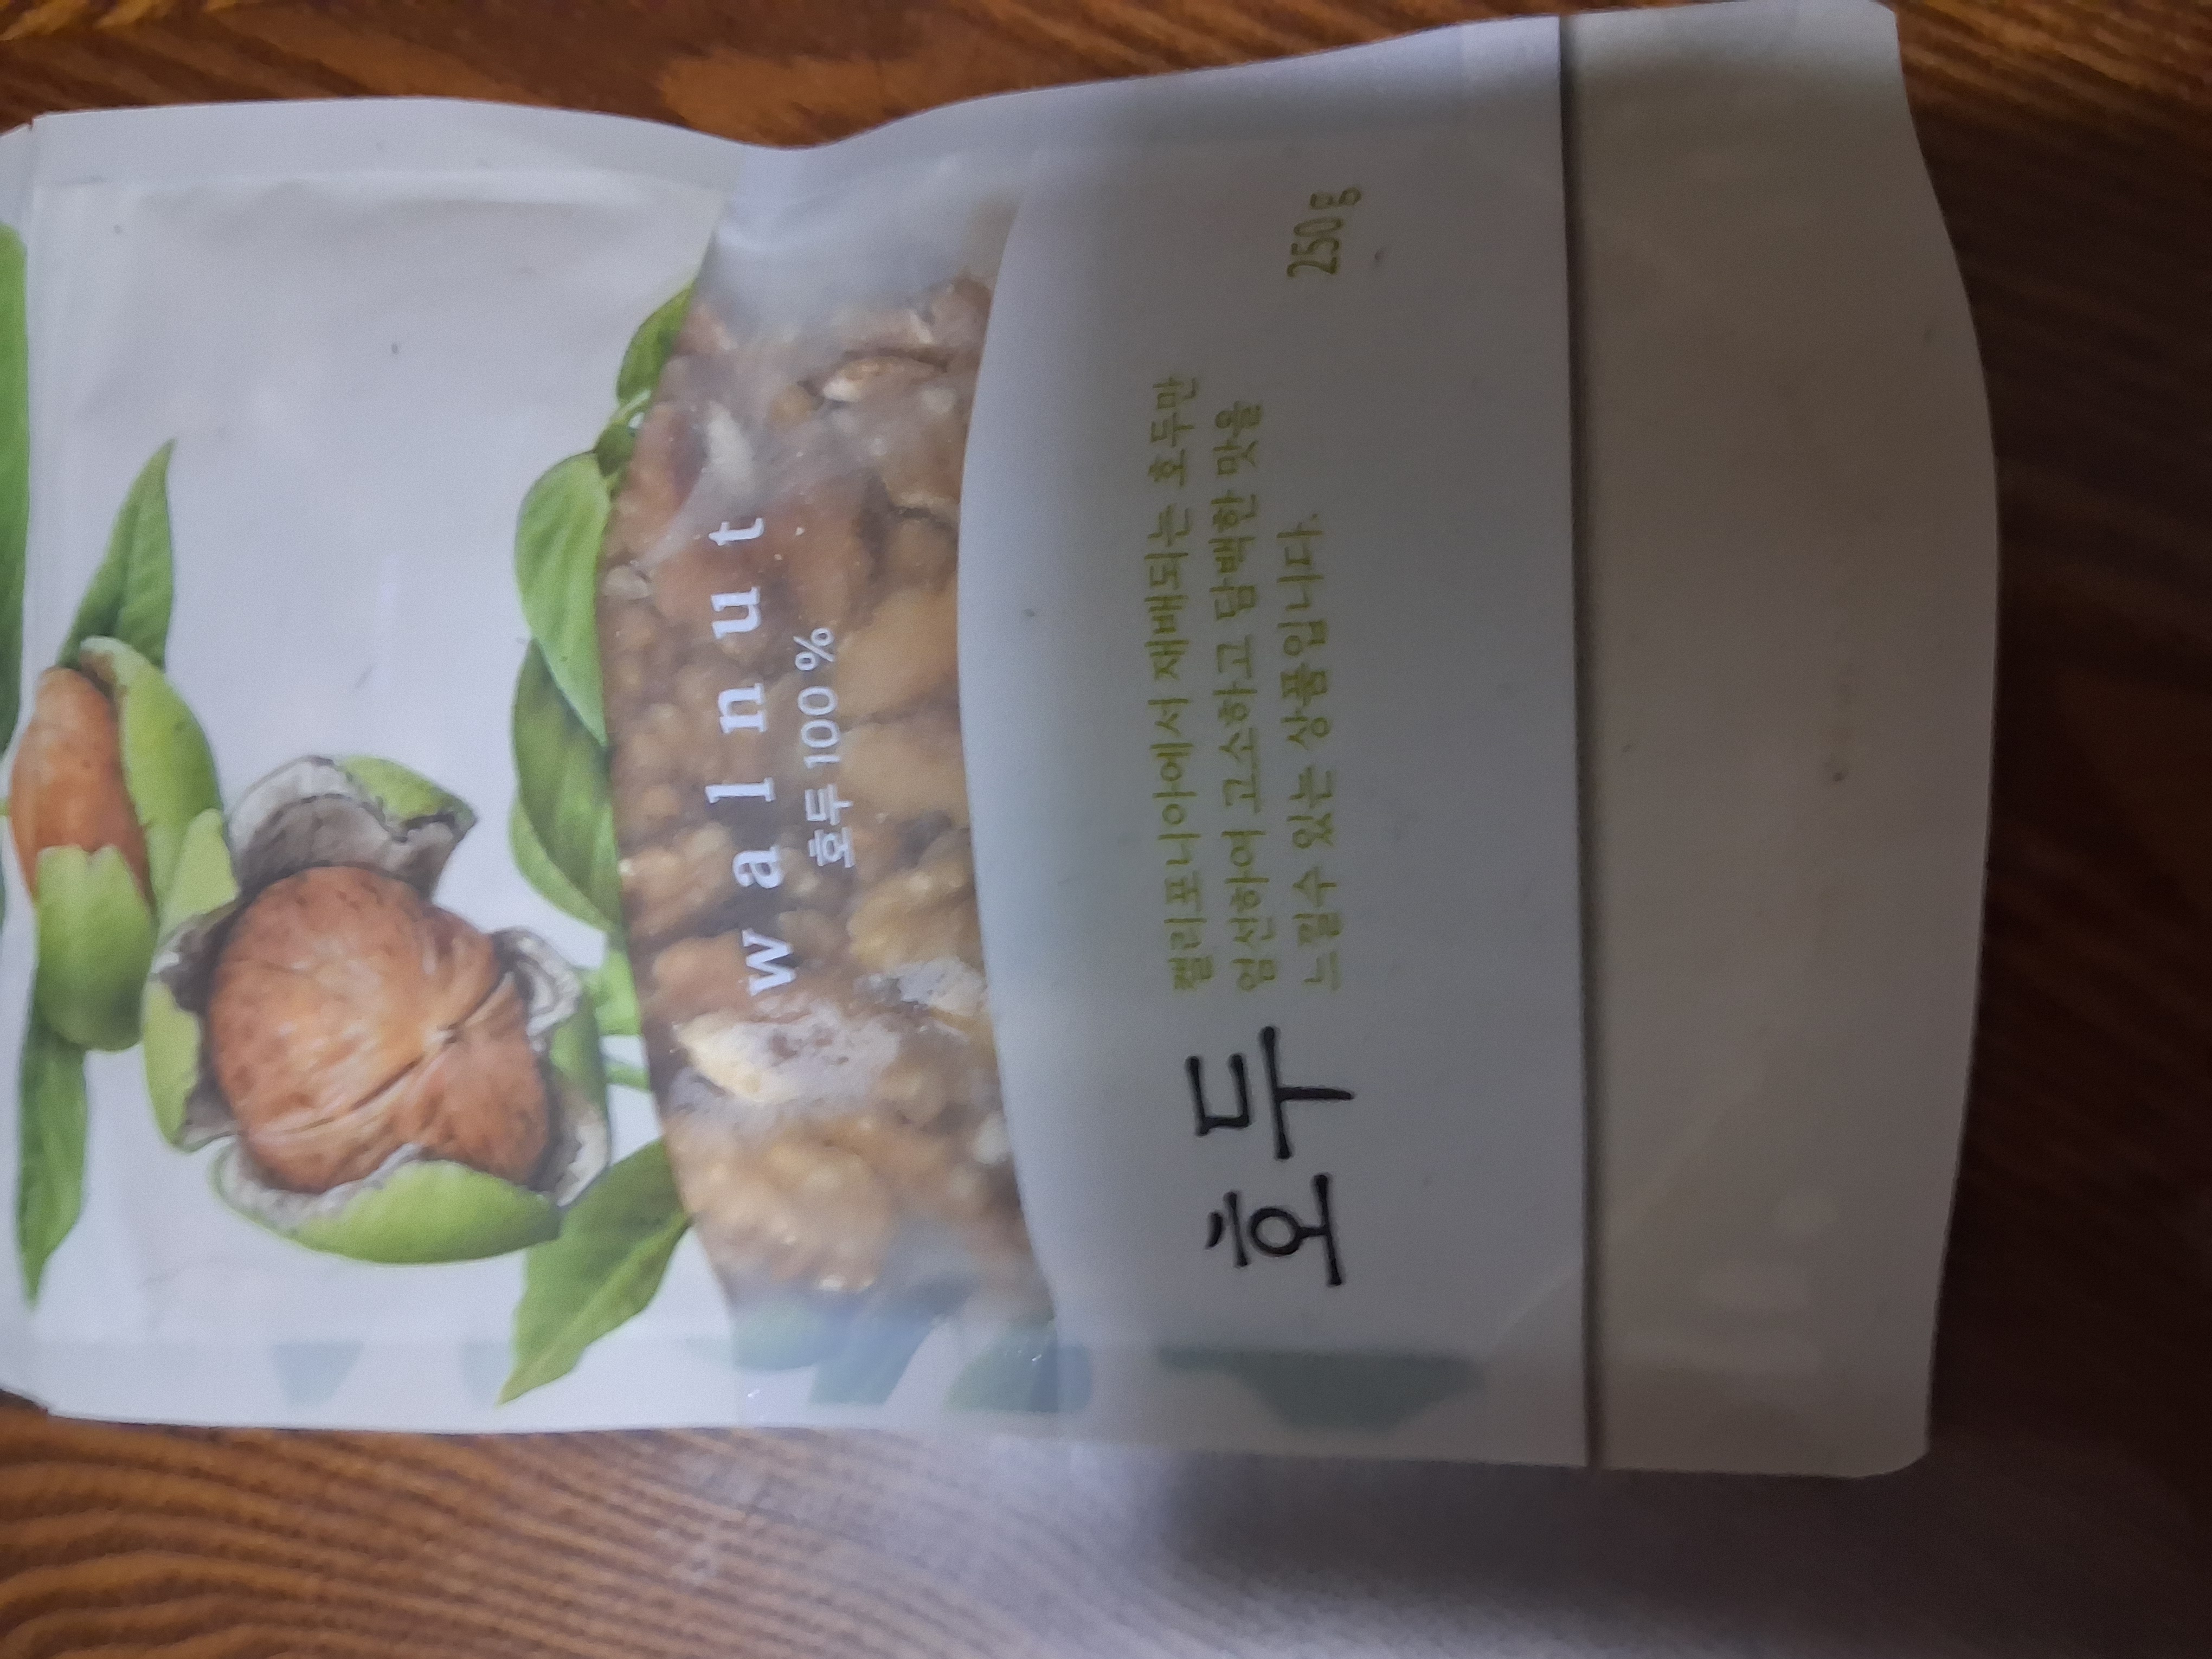 walnut
호두 100%
호두
캘리포니아에서 재배되는 호두만
엄선하여 고소하고 담백한 맛을
느낄수 있는 상품입니다.
250g